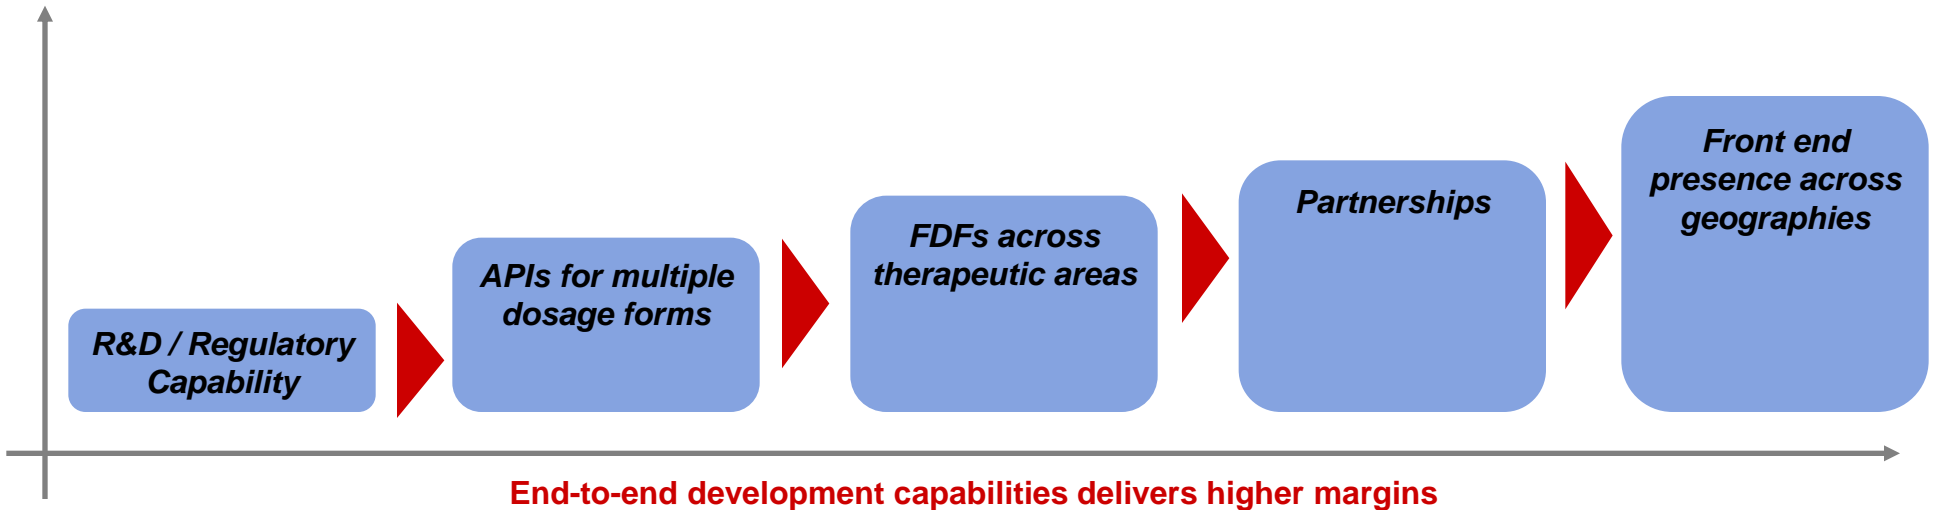 R&D / Regulatory
Capability
APIs for multiple
dosage forms
FDFs across
therapeutic areas
Partnerships
Front end
presence across
geographies
End-to-end development capabilities delivers higher margins